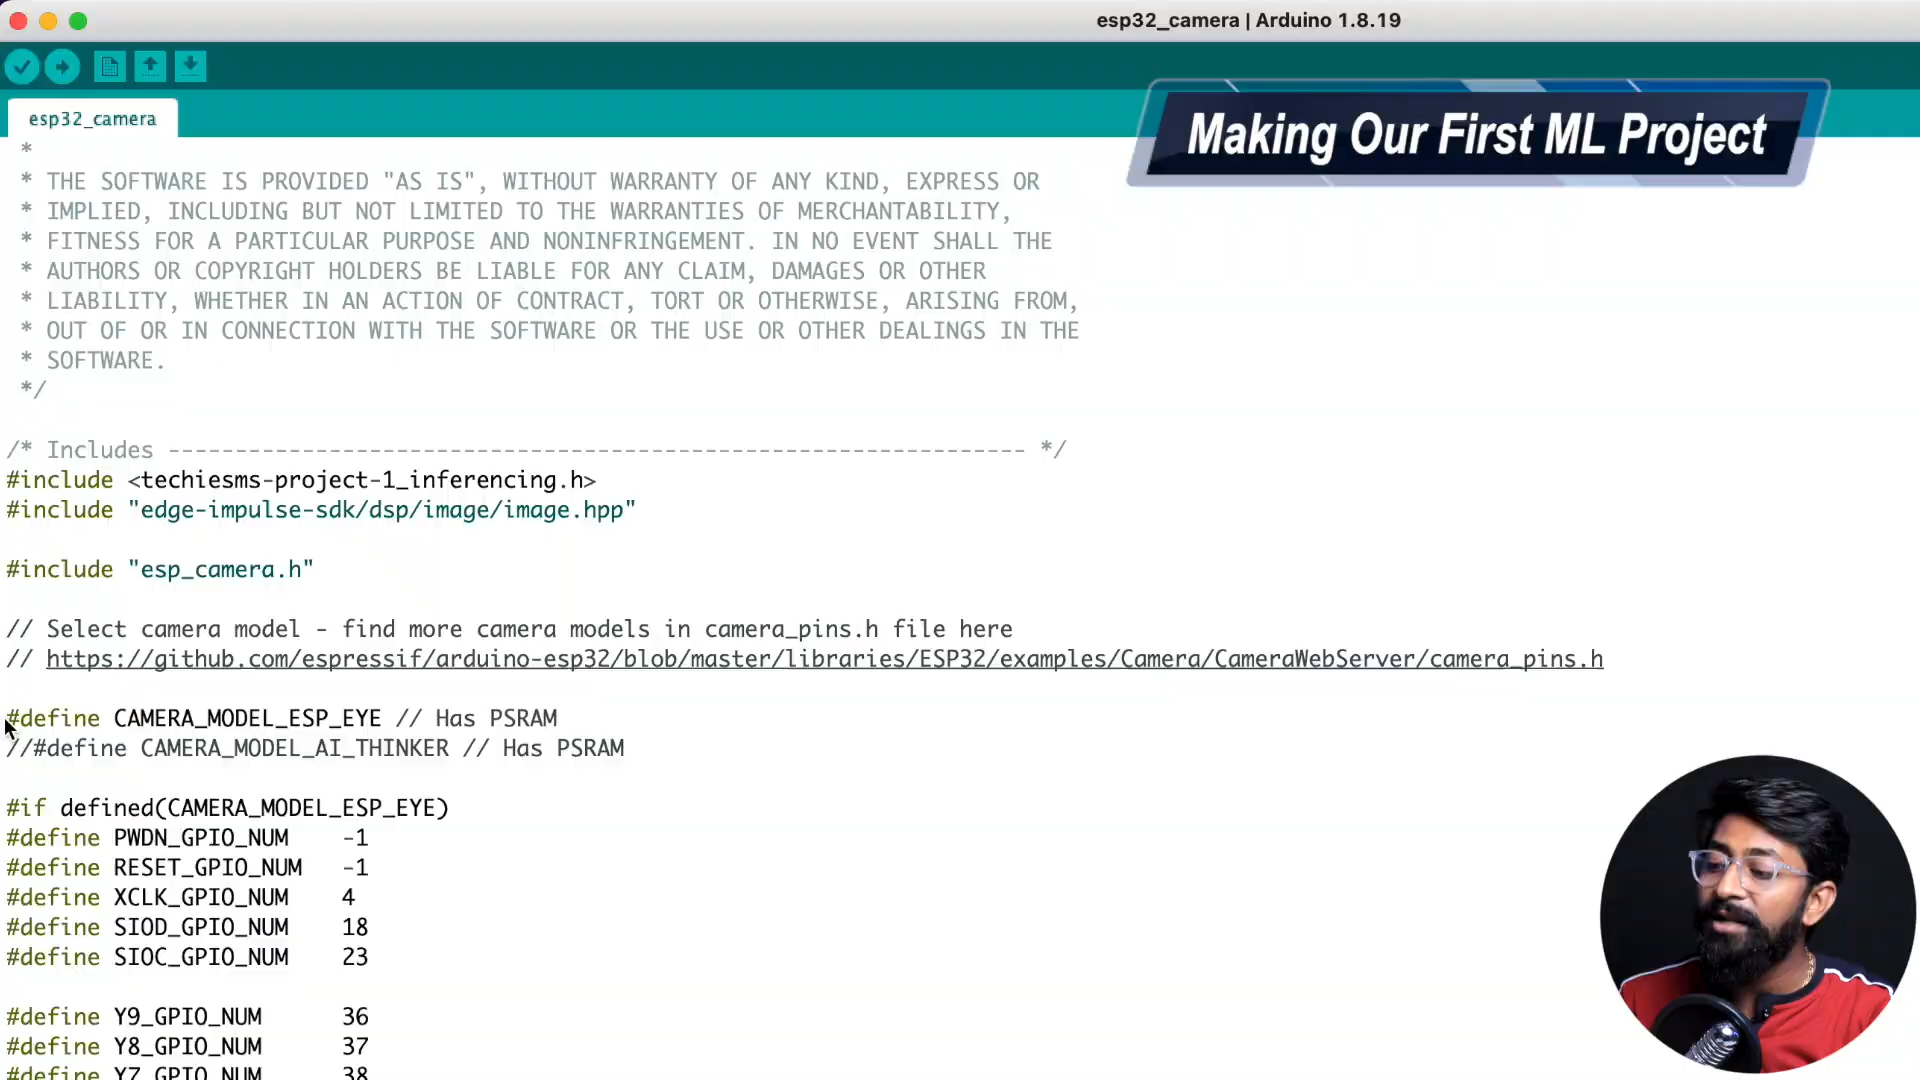 esp32_camera | Arduino 1.8.19
Making Our First ML Project
esp32_camera
*
* THE SOFTWARE IS PROVIDED "AS IS", WITHOUT WARRANTY OF ANY KIND, EXPRESS OR
* IMPLIED, INCLUDING BUT NOT LIMITED TO THE WARRANTIES OF MERCHANTABILITY,
* FITNESS FOR A PARTICULAR PURPOSE AND NONINFRINGEMENT. IN NO EVENT SHALL THE
* AUTHORS OR COPYRIGHT HOLDERS BE LIABLE FOR ANY CLAIM, DAMAGES OR OTHER
* LIABILITY, WHETHER IN AN ACTION OF CONTRACT, TORT OR OTHERWISE, ARISING FROM,
* OUT OF OR IN CONNECTION WITH THE SOFTWARE OR THE USE OR OTHER DEALINGS IN THE
* SOFTWARE.
*/
/* Includes ---------------------------------------------------------------- */
#include <techiesms-project-1_inferencing.h>
#include "edge-impulse-sdk/dsp/image/image.hpp"
#include "esp_camera.h"
// Select camera model - find more camera models in camera_pins.h file here
// https://github.com/espressif/arduino-esp32/blob/master/libraries/ESP32/examples/Camera/CameraWebServer/camera_pins.h
#define CAMERA_MODEL_ESP_EYE // Has PSRAM
//#define CAMERA_MODEL_AI_THINKER // Has PSRAM
#if defined(CAMERA_MODEL_ESP_EYE)
#define PWDN_GPIO_NUM    -1
#define RESET_GPIO_NUM   -1
#define XCLK_GPIO_NUM    4
#define SIOD_GPIO_NUM    18
#define SIOC_GPIO_NUM    23
#define Y9_GPIO_NUM      36
#define Y8_GPIO_NUM      37
#define Y7_GPIO_NUM      38